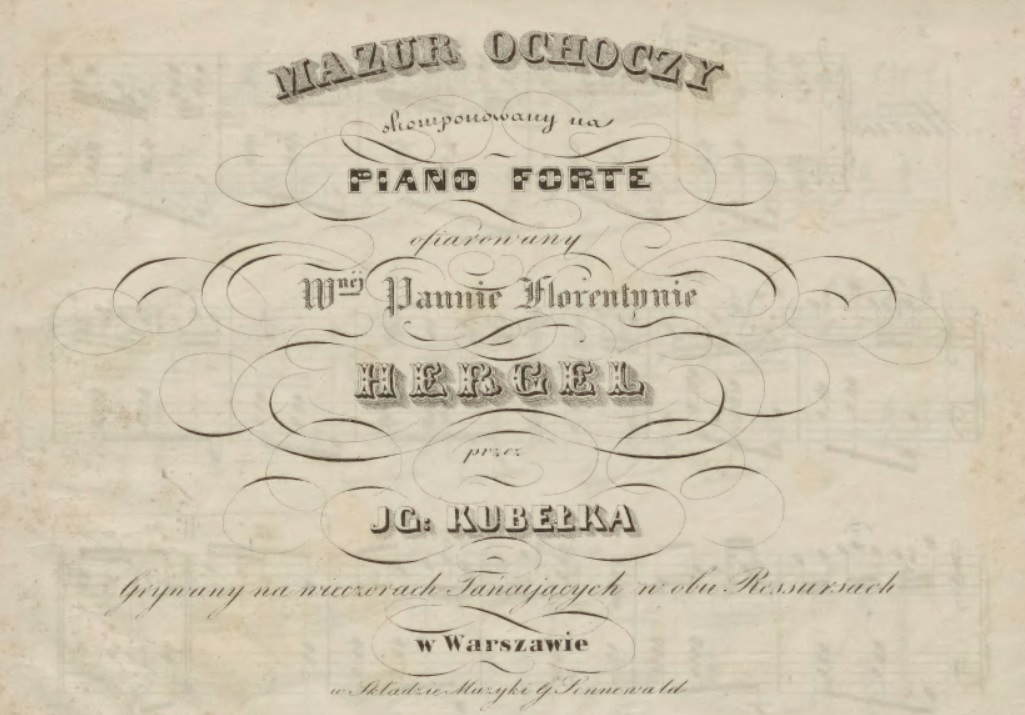 MAZUR OCHOCZY
skomponowany na
PIANO FORTE
ofiarowany
Wnéj Pannie Florentynie
HERGEL
przez
JG: KUBEŁKA
Grywany na wieczorach Tańcujących w obu Ressursach
w Warszawie
w Składzie Muzyki G Sennewald